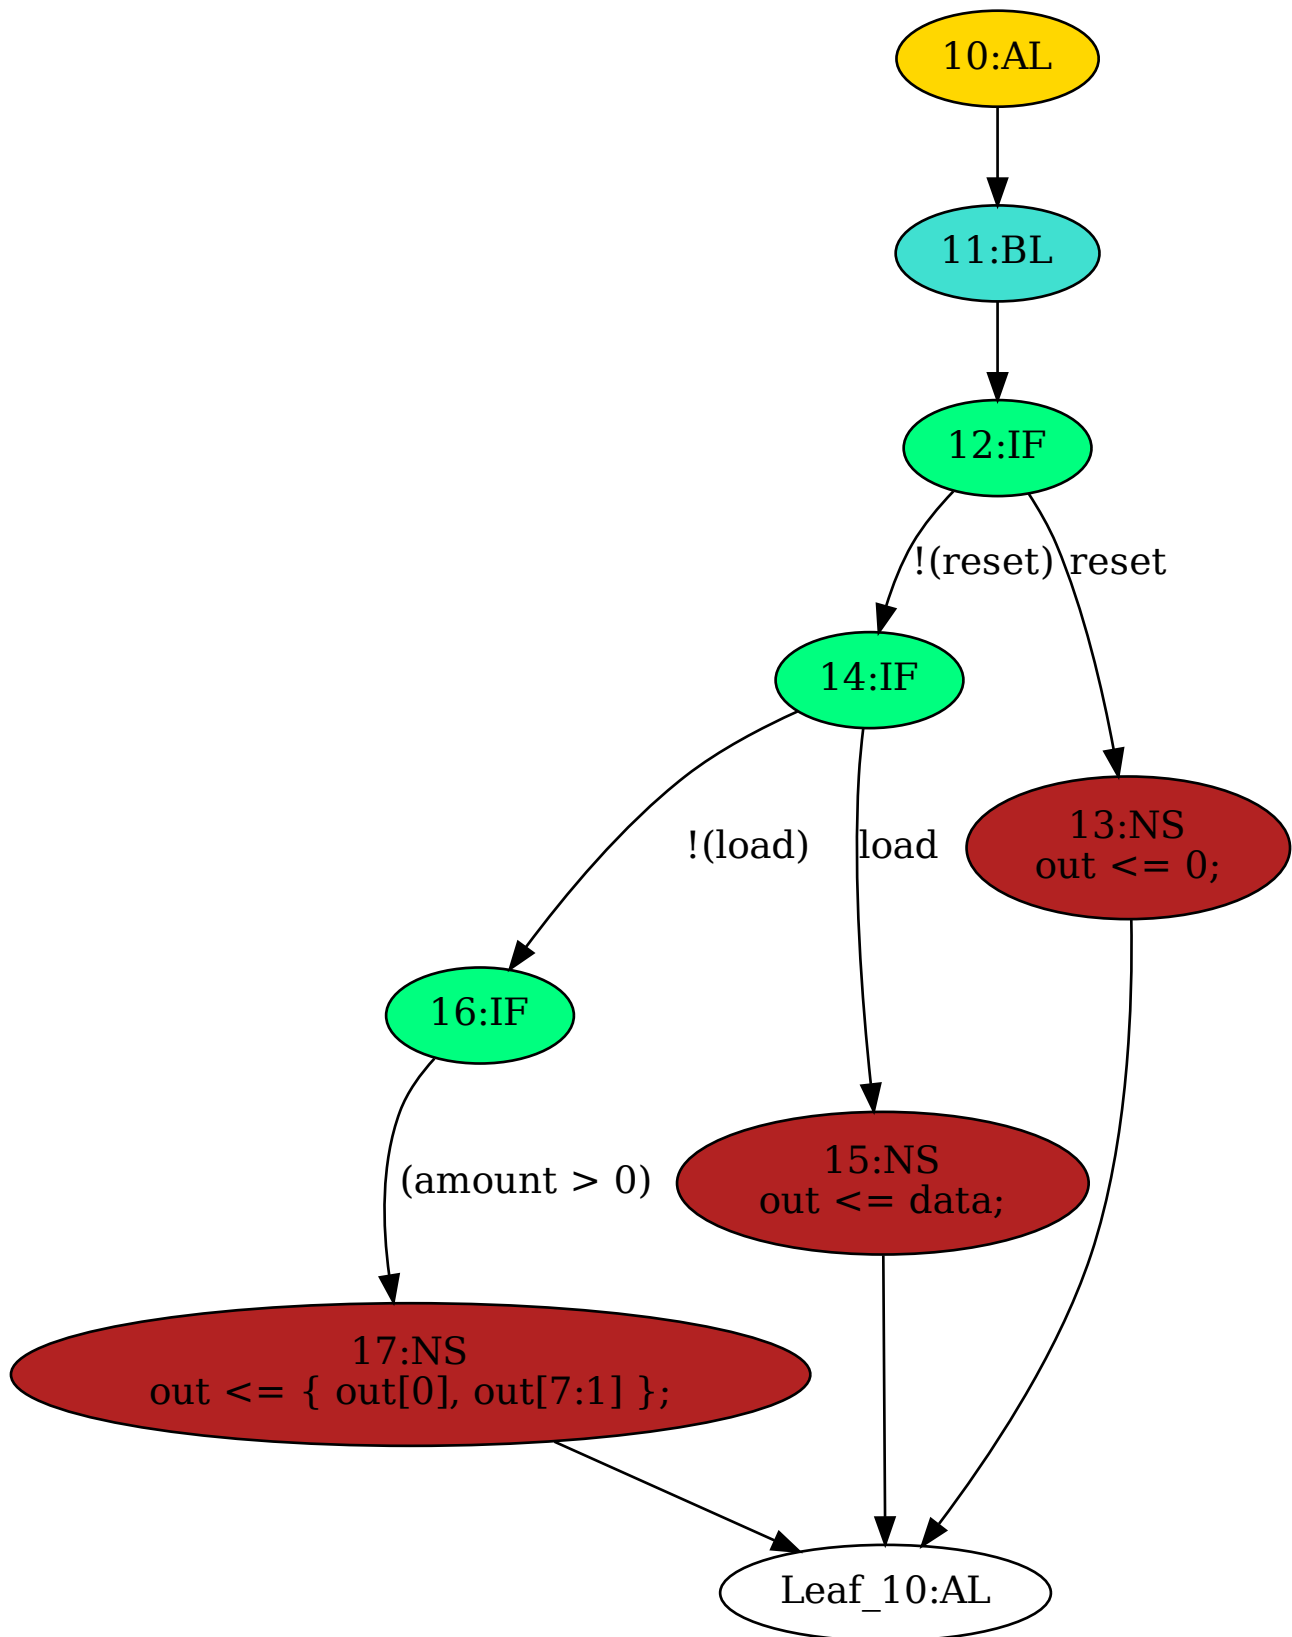 10:AL
11:BL
12:IF
!(reset)
reset
14:IF
13:NS
out <= 0;
!(load)
load
16:IF
15:NS
out <= data;
(amount > 0)
17:NS
out <= { out[0], out[7:1] };
Leaf_10:AL